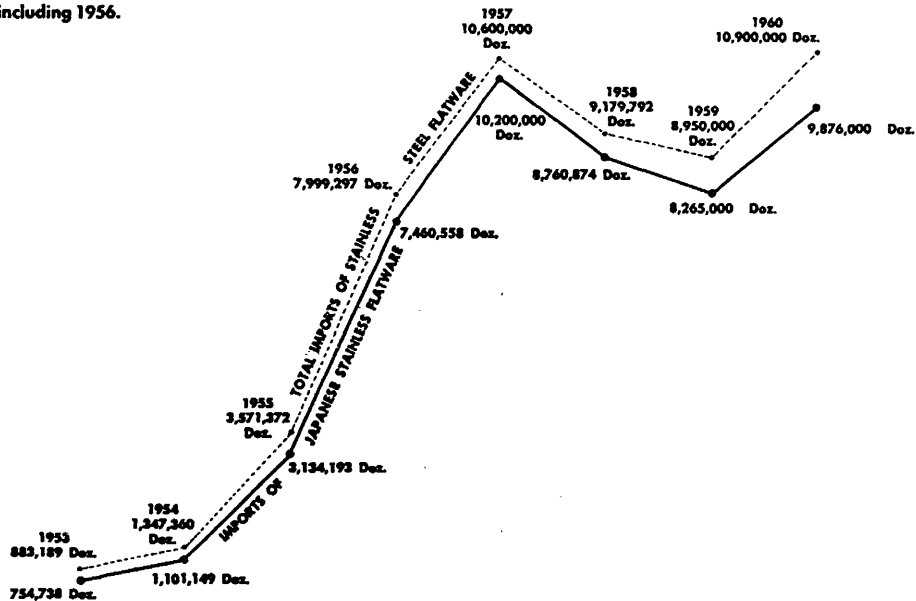 including 1956.
1957
10,600,000
Doz.
1960
10,900,000 Doz.
1958
9,179,792
Doz.
1959
8,950,000
Doz.
10,200,000
Doz.
9,876,000 Doz.
8,760,874 Doz.
8,265,000 Doz.
1956
7,999,297 Doz.
7,460,558 Doz.
TOTAL IMPORTS OF STAINLESS STEEL FLATWARE
IMPORTS OF JAPANESE STAINLESS FLATWARE
1955
3,571,372
Doz.
3,134,193 Doz.
1954
1,347,360
Doz.
1,101,149 Doz.
1953
883,189 Doz.
754,738 Doz.